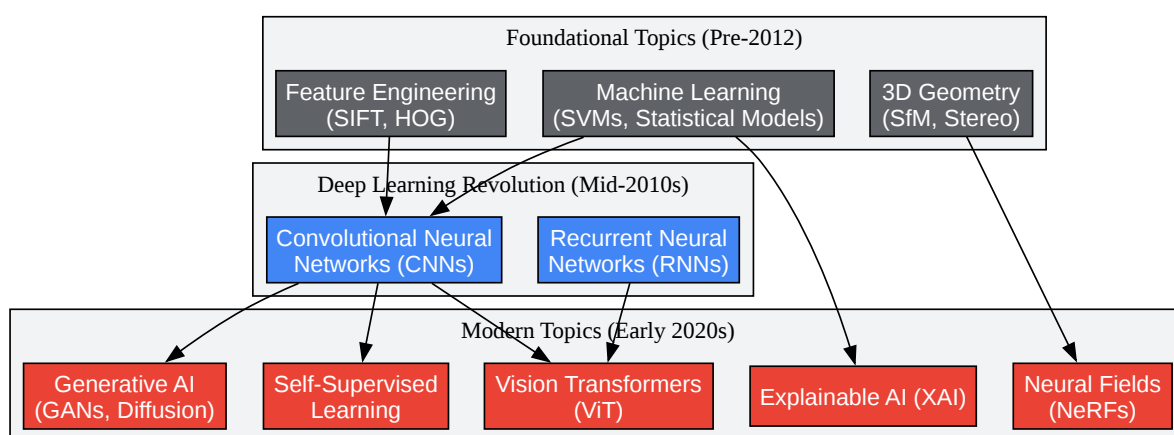 Foundational Topics (Pre-2012)
Feature Engineering
(SIFT, HOG)
Machine Learning
(SVMs, Statistical Models)
3D Geometry
(SfM, Stereo)
Deep Learning Revolution (Mid-2010s)
Convolutional Neural
Networks (CNNs)
Recurrent Neural
Networks (RNNs)
Modern Topics (Early 2020s)
Generative AI
(GANs, Diffusion)
Self-Supervised
Learning
Vision Transformers
(ViT)
Explainable AI (XAI)
Neural Fields
(NeRFs)